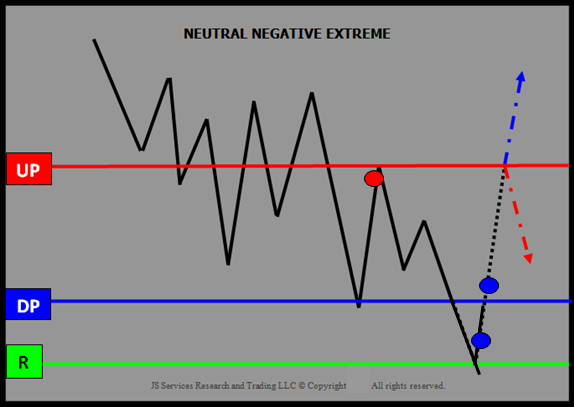 NEUTRAL NEGATIVE EXTREME
UP
DP
R
JS Services Research and Trading LLC © Copyright All rights reserved.